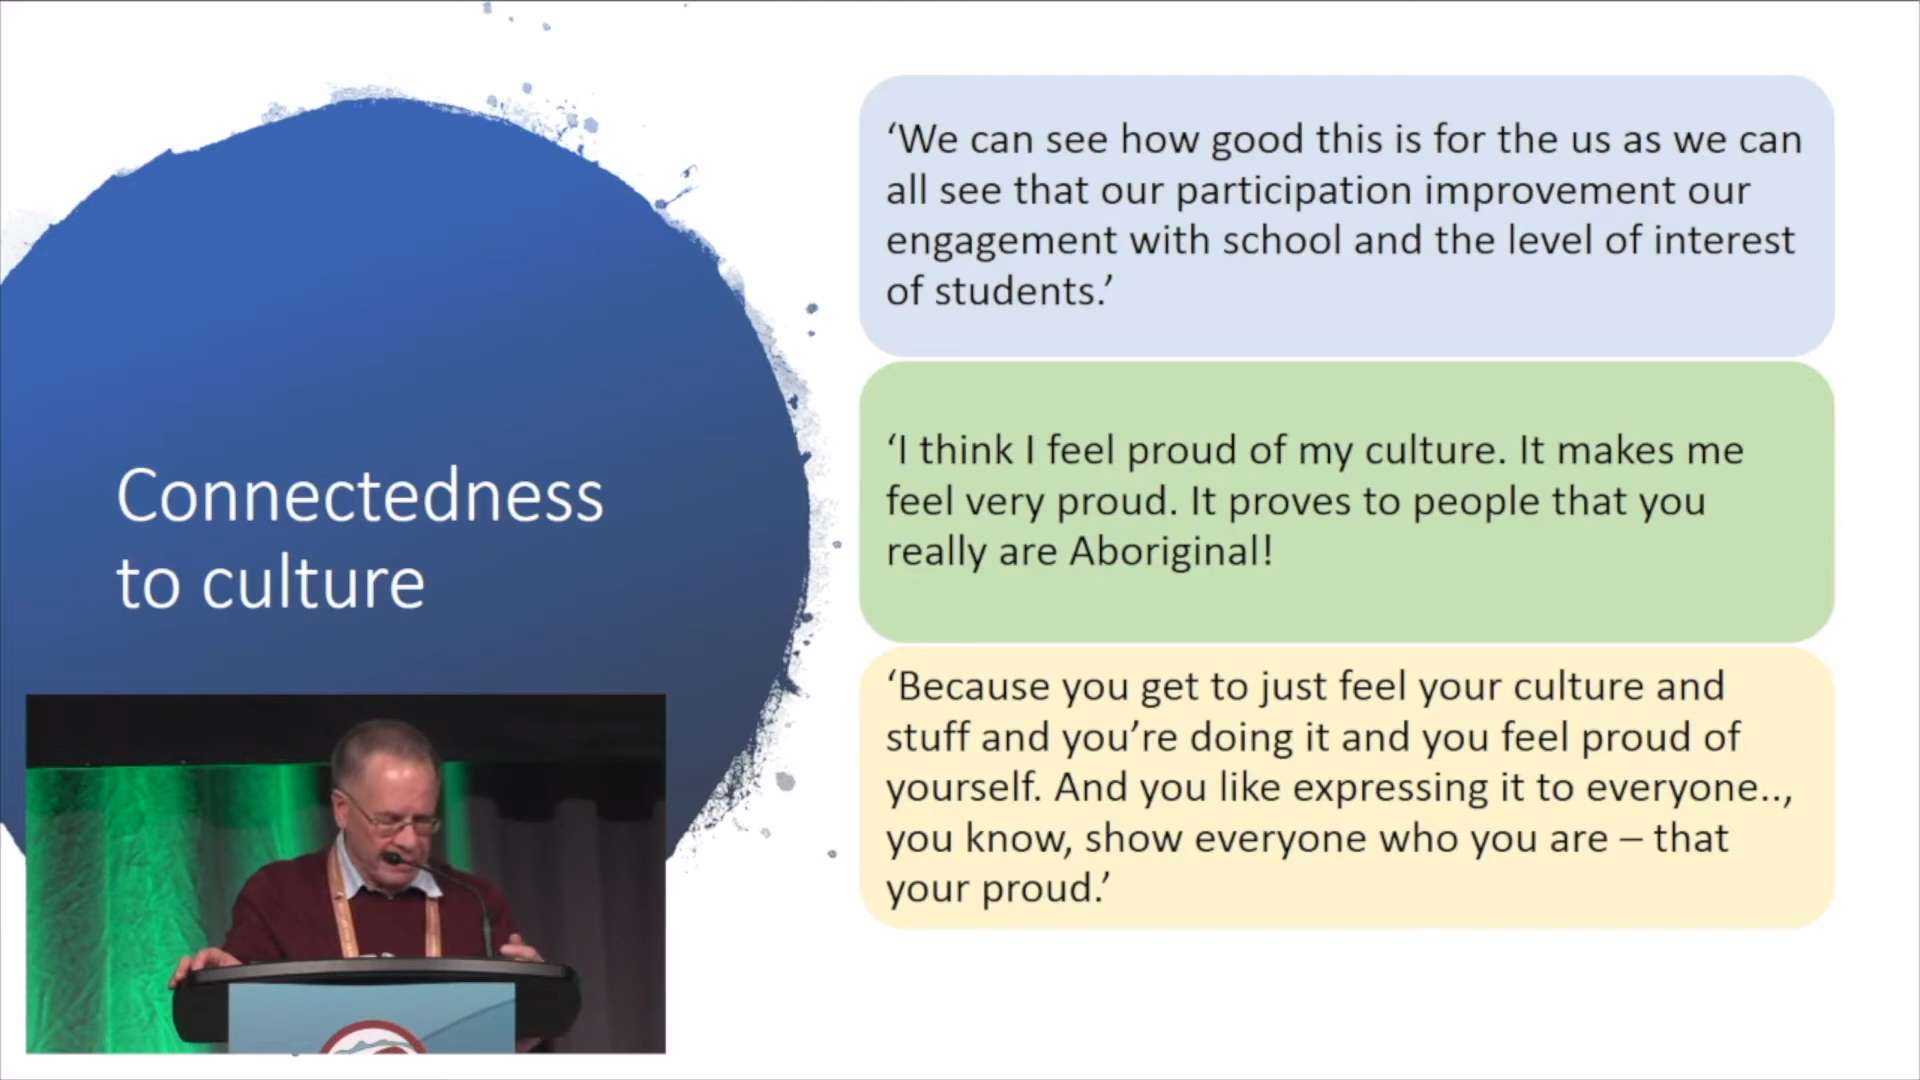 Connectedness
to culture
‘We can see how good this is for the us as we can
all see that our participation improvement our
engagement with school and the level of interest
of students.’
‘I think I feel proud of my culture. It makes me
feel very proud. It proves to people that you
really are Aboriginal!
‘Because you get to just feel your culture and
stuff and you’re doing it and you feel proud of
yourself. And you like expressing it to everyone..,
you know, show everyone who you are – that
your proud.’